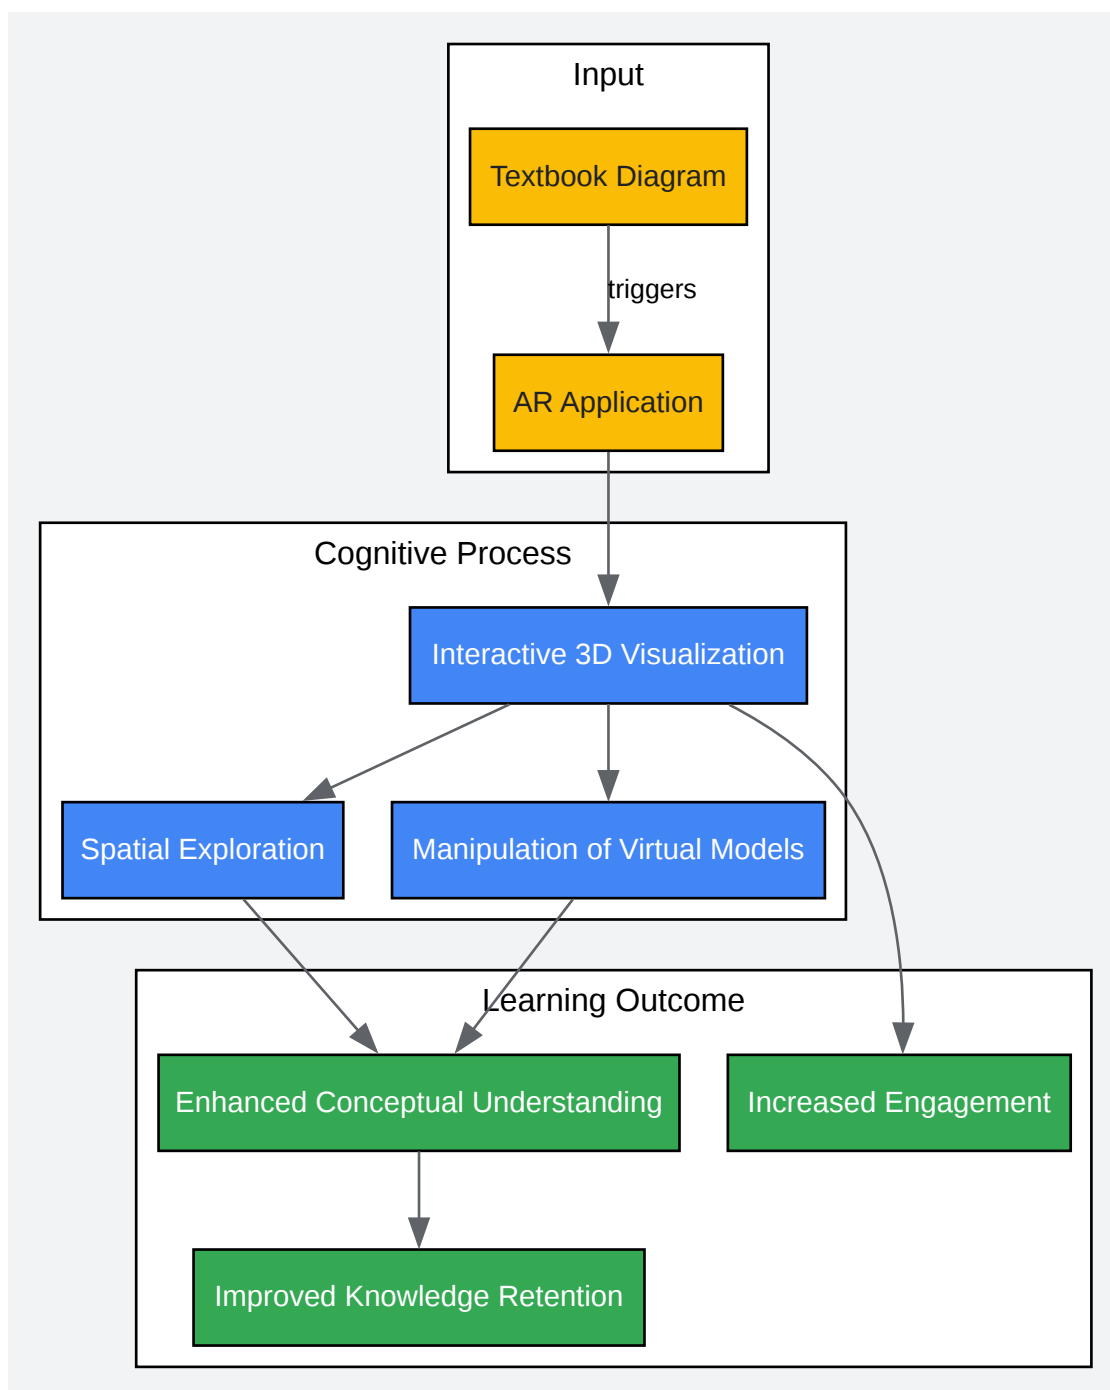 Input
Textbook Diagram
triggers
AR Application
Cognitive Process
Interactive 3D Visualization
Spatial Exploration
Manipulation of Virtual Models
Learning Outcome
Enhanced Conceptual Understanding
Increased Engagement
Improved Knowledge Retention